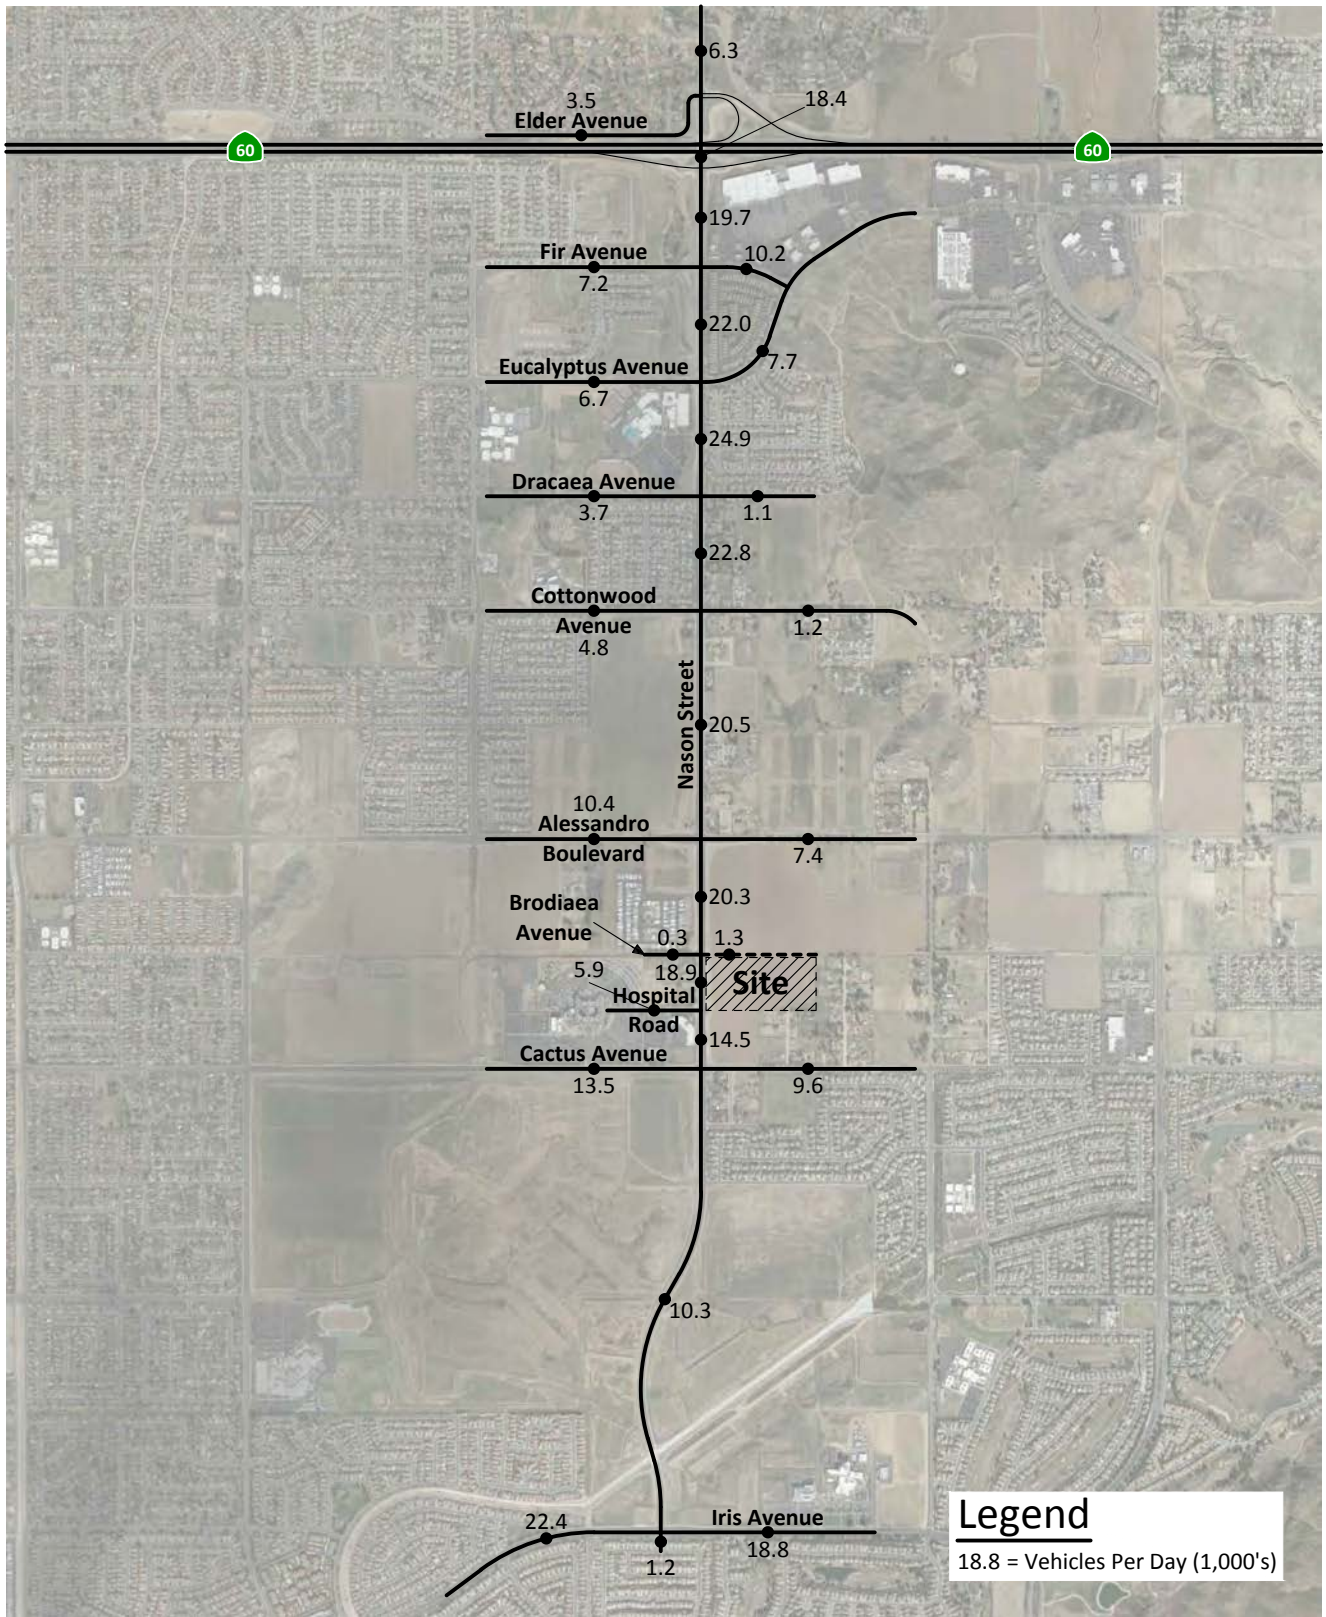 6.3
3.5
18.4
Elder Avenue
60
60
19.7
Fir Avenue
10.2
7.2
22.0
7.7
Eucalyptus Avenue
6.7
24.9
Dracaea Avenue
3.7
1.1
22.8
Cottonwood
Avenue
4.8
1.2
Nason Street
20.5
10.4
Alessandro
Boulevard
7.4
20.3
Brodiaea
Avenue
0.3
1.3
5.9
18.9
Site
Hospital
Road
14.5
Cactus Avenue
13.5
9.6
10.3
22.4
Iris Avenue
18.8
1.2
Legend
18.8 = Vehicles Per Day (1,000's)